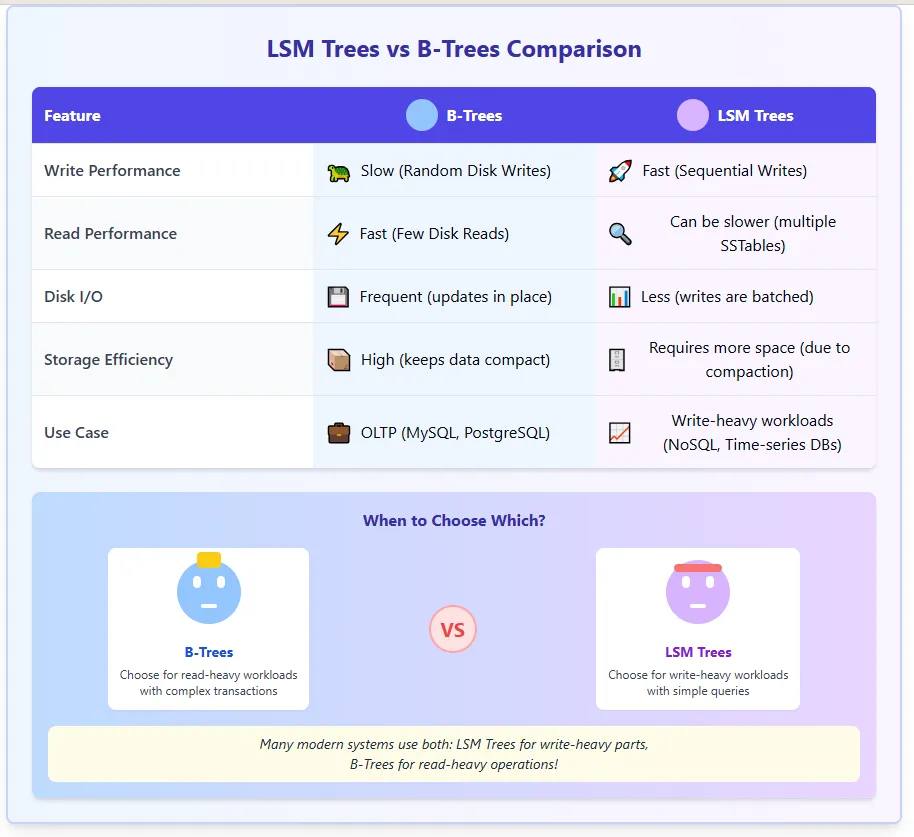 LSM Trees vs B-Trees Comparison
Feature B-Trees LSM Trees
Write Performance Slow (Random Disk Writes) Fast (Sequential Writes)
Read Performance Fast (Few Disk Reads) Can be slower (multiple
SSTables)
Disk I/O Frequent (updates in place) Less (writes are batched)
Storage Efficiency High (keeps data compact) Requires more space (due to
compaction)
Use Case OLTP (MySQL, PostgreSQL) Write-heavy workloads
(NoSQL, Time-series DBs)
When to Choose Which?
B-Trees
Choose for read-heavy workloads
with complex transactions
VS
LSM Trees
Choose for write-heavy workloads
with simple queries
Many modern systems use both: LSM Trees for write-heavy parts,
B-Trees for read-heavy operations!